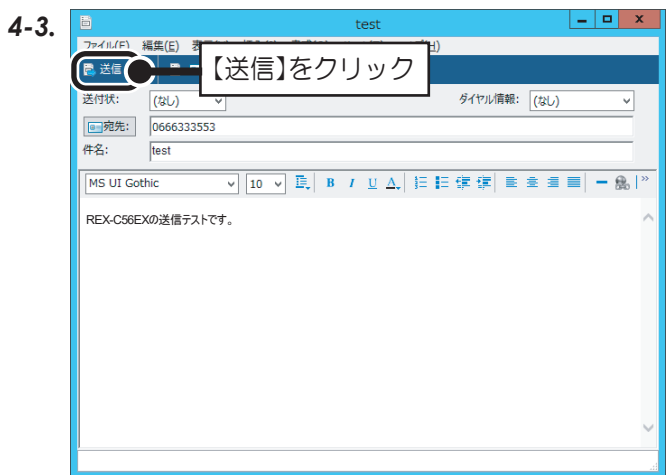 4-3.
test
ファイル(F) 編集(E)
送信
【送信】をクリック
送付状: (なし) ダイヤル情報: (なし)
宛先: 0666333553
件名: test
MS UI Gothic 10 B I U A
REX-C56EXの送信テストです。